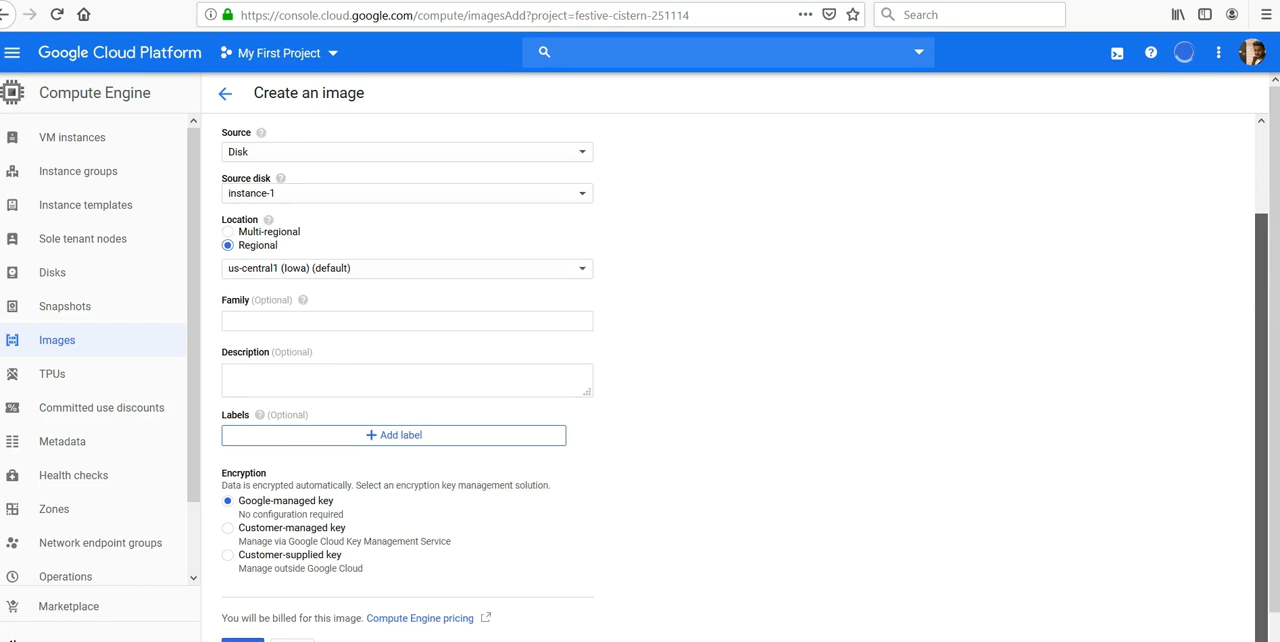 https://console.cloud.google.com/compute/imagesAdd?project=festive-cistern-251114
Search
Google Cloud Platform
My First Project
Compute Engine
Create an image
VM instances
Instance groups
Instance templates
Sole tenant nodes
Disks
Snapshots
Images
TPUs
Committed use discounts
Metadata
Health checks
Zones
Network endpoint groups
Operations
Marketplace
Source
Disk
Source disk
instance-1
Location
Multi-regional
Regional
us-central1 (Iowa) (default)
Family (Optional)
Description (Optional)
Labels (Optional)
+ Add label
Encryption
Data is encrypted automatically. Select an encryption key management solution.
Google-managed key
No configuration required
Customer-managed key
Manage via Google Cloud Key Management Service
Customer-supplied key
Manage outside Google Cloud
You will be billed for this image. Compute Engine pricing